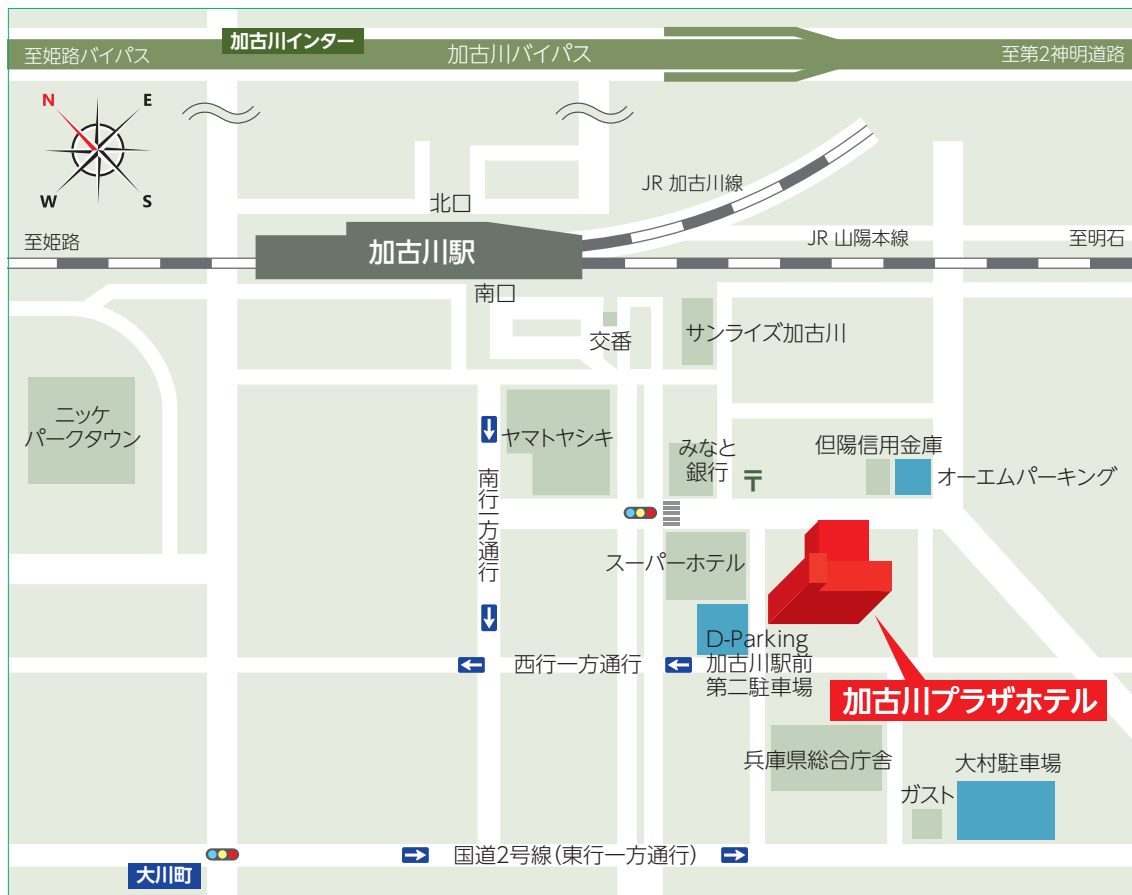 加古川インター
至姫路バイパス
加古川バイパス
至第2神明道路
N
E
W
S
JR 加古川線
北口
至姫路
加古川駅
JR 山陽本線
至明石
南口
交番
サンライズ加古川
ニッケ
パークタウン
ヤマトヤシキ
みなと
銀行
〒
但陽信用金庫
オーエムパーキング
南行一方通行
スーパーホテル
D-Parking
加古川駅前
第二駐車場
西行一方通行
加古川プラザホテル
兵庫県総合庁舎
大村駐車場
ガスト
国道2号線(東行一方通行)
大川町